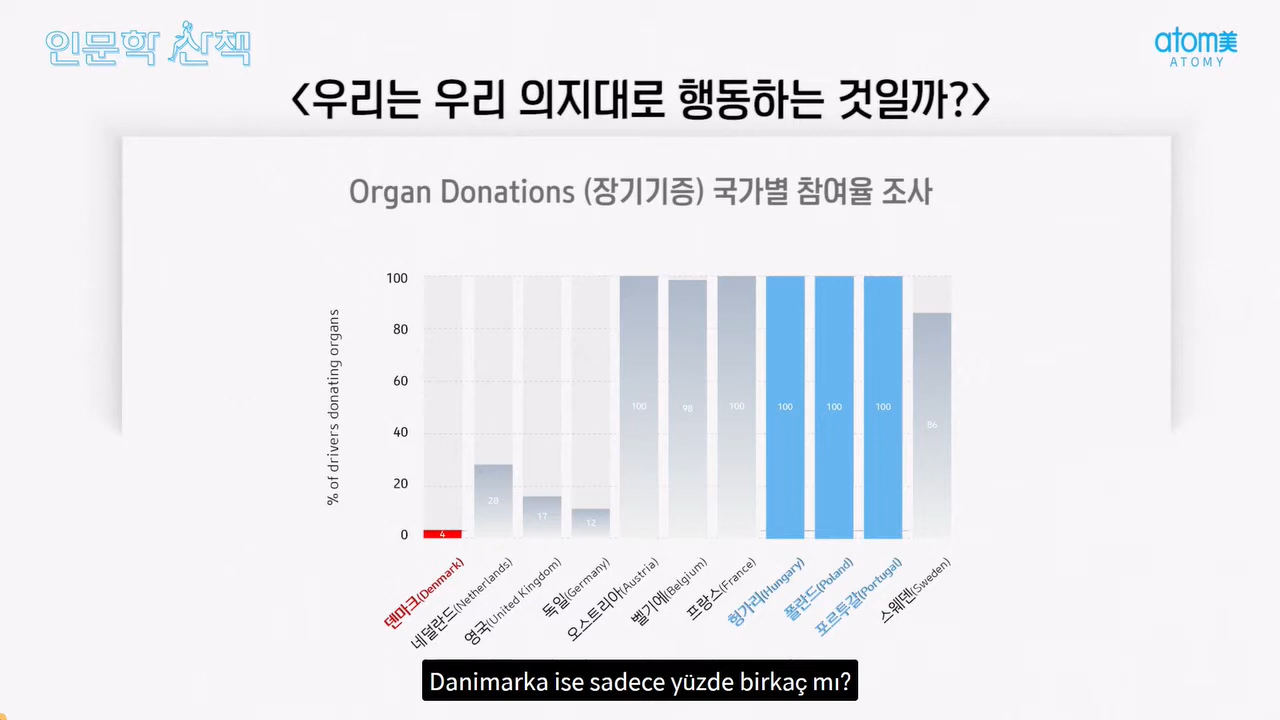 인문학 산책
atom美
ATOMY
〈우리는 우리 의지대로 행동하는 것일까?〉
Organ Donations (장기기증) 국가별 참여율 조사
% of drivers donating organs
100
80
60
40
20
0
4
28
17
12
100
98
100
100
100
100
86
덴마크(Denmark)
네덜란드(Netherlands)
영국(United Kingdom)
독일(Germany)
오스트리아(Austria)
벨기에(Belgium)
프랑스(France)
헝가리(Hungary)
폴란드(Poland)
포르투갈(Portugal)
스웨덴(Sweden)
Danimarka ise sadece yüzde birkaç mı?